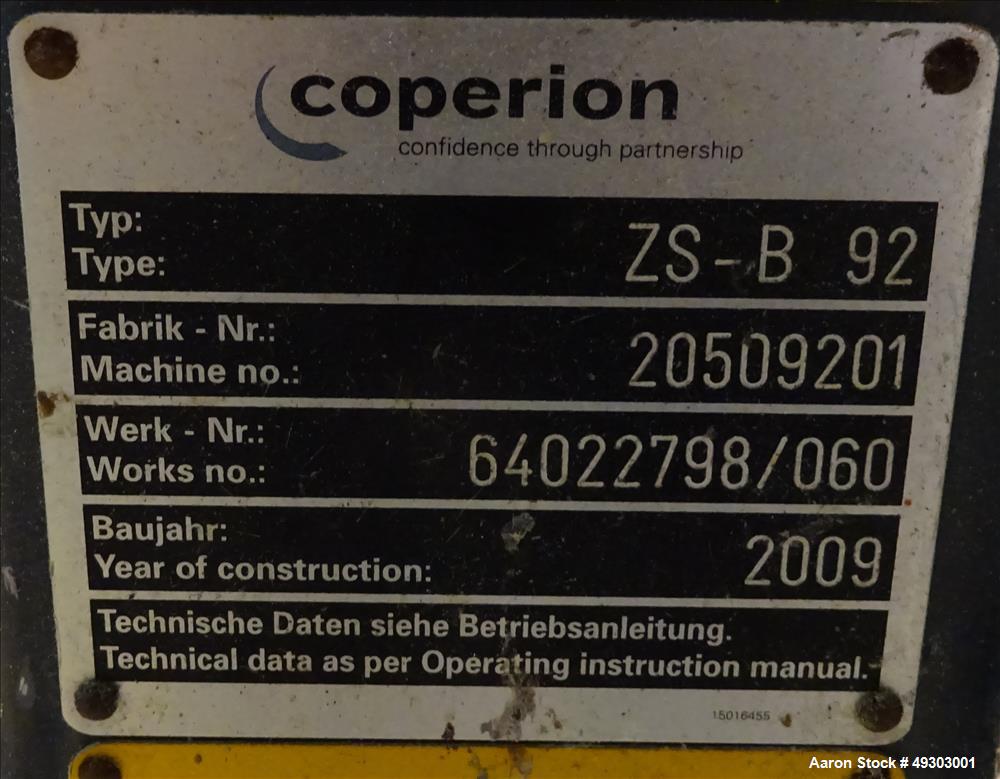 coperion
confidence through partnership
Typ:
Type:
ZS-B 92
Fabrik - Nr.:
Machine no.:
20509201
Werk - Nr.:
Works no.:
64022798/060
Baujahr:
Year of construction:
2009
Technische Daten siehe Betriebsanleitung.
Technical data as per Operating instruction manual.
15016455
Aaron Stock # 49303001